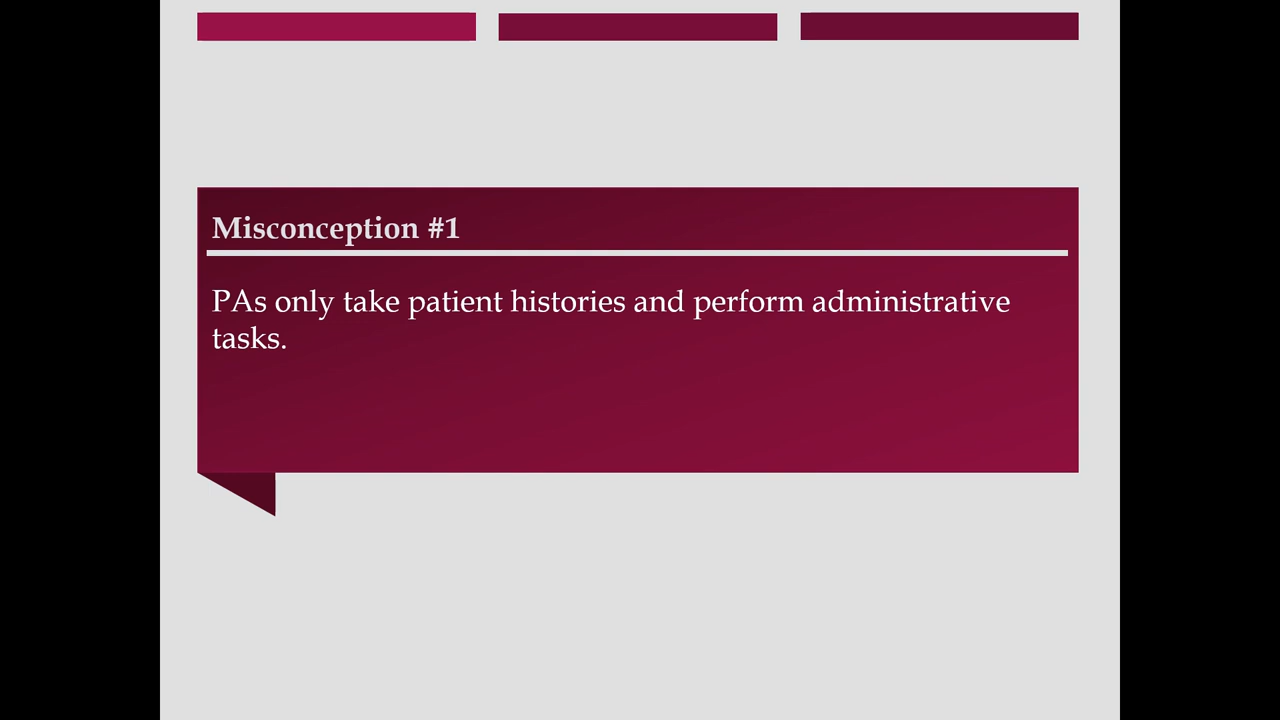 Misconception #1
PAs only take patient histories and perform administrative
tasks.